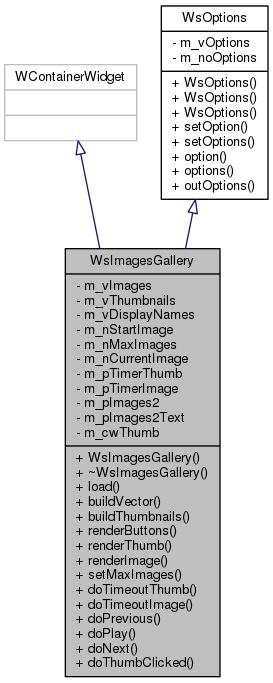 WsOptions
- m_vOptions
- m_noOptions
+ WsOptions()
+ WsOptions()
+ WsOptions()
+ setOption()
+ setOptions()
+ option()
+ options()
+ outOptions()
WContainerWidget
WsImagesGallery
- m_vImages
- m_vThumbnails
- m_vDisplayNames
- m_nStartImage
- m_nMaxImages
- m_nCurrentImage
- m_pTimerThumb
- m_pTimerImage
- m_pImages2
- m_pImages2Text
- m_cwThumb
+ WsImagesGallery()
+ ~WsImagesGallery()
+ load()
+ buildVector()
+ buildThumbnails()
+ renderButtons()
+ renderThumb()
+ renderImage()
+ setMaxImages()
+ doTimeoutThumb()
+ doTimeoutImage()
+ doPrevious()
+ doPlay()
+ doNext()
+ doThumbClicked()